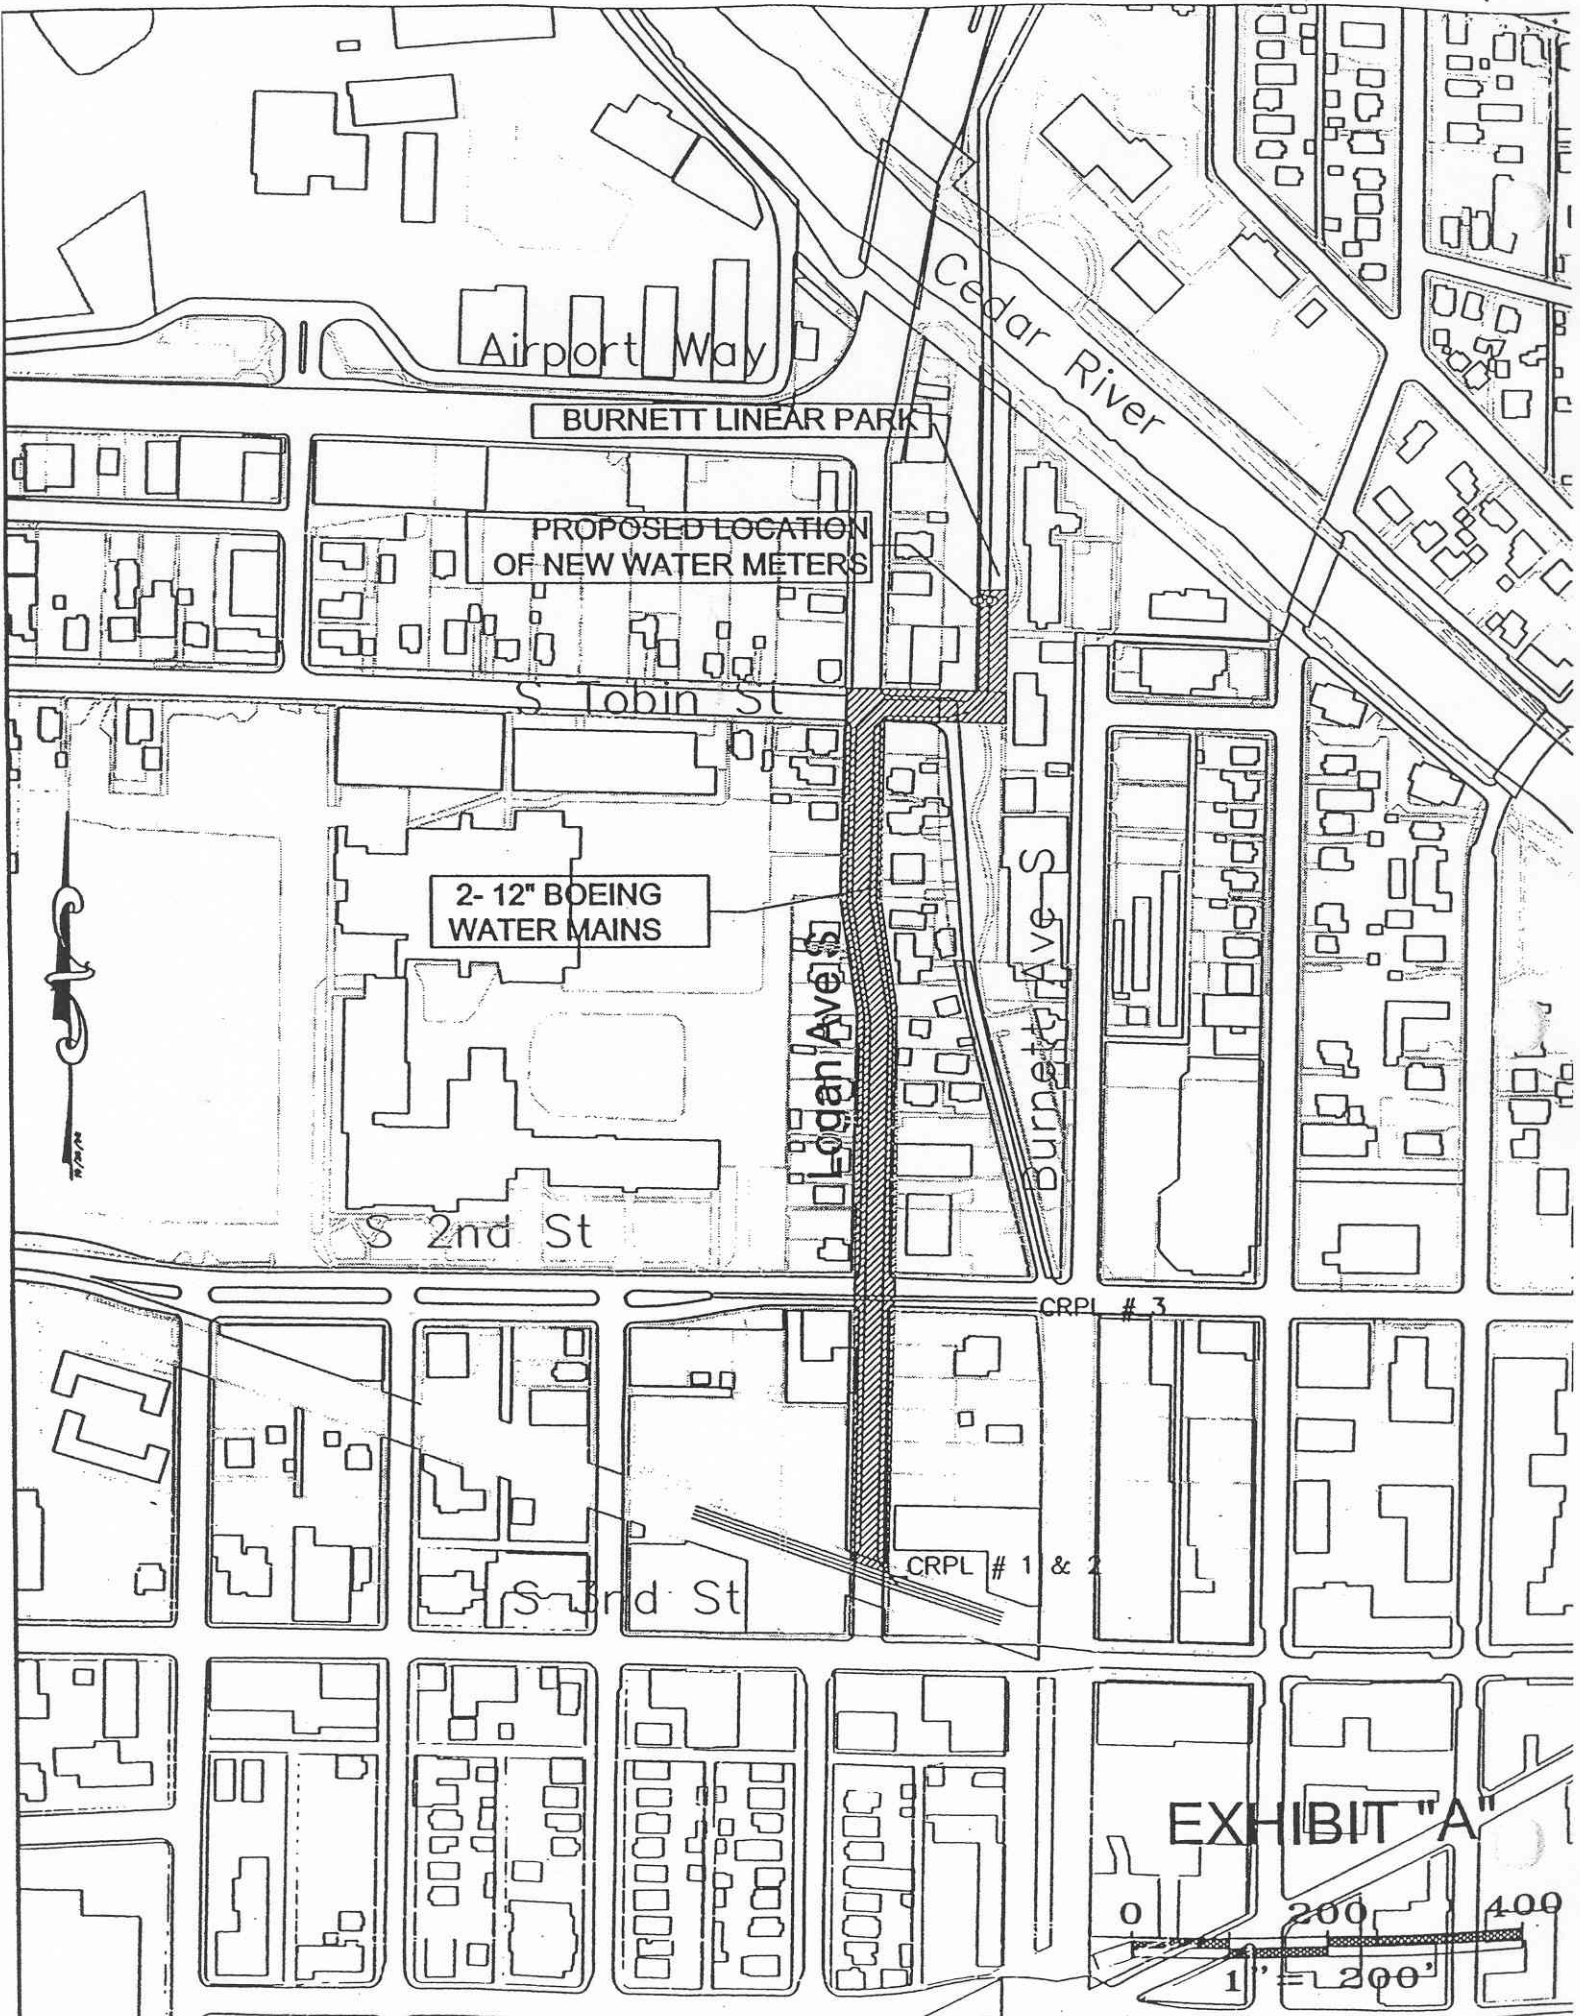 Cedar River
Airport Way
BURNETT LINEAR PARK
PROPOSED LOCATION
OF NEW WATER METERS
S Tobin St
2- 12" BOEING
WATER MAINS
Logan Ave S
Burnett Ave S
S 2nd St
CRPL # 3
CRPL # 1 & 2
S 3rd St
EXHIBIT "A"
0 200 400
1" = 200'